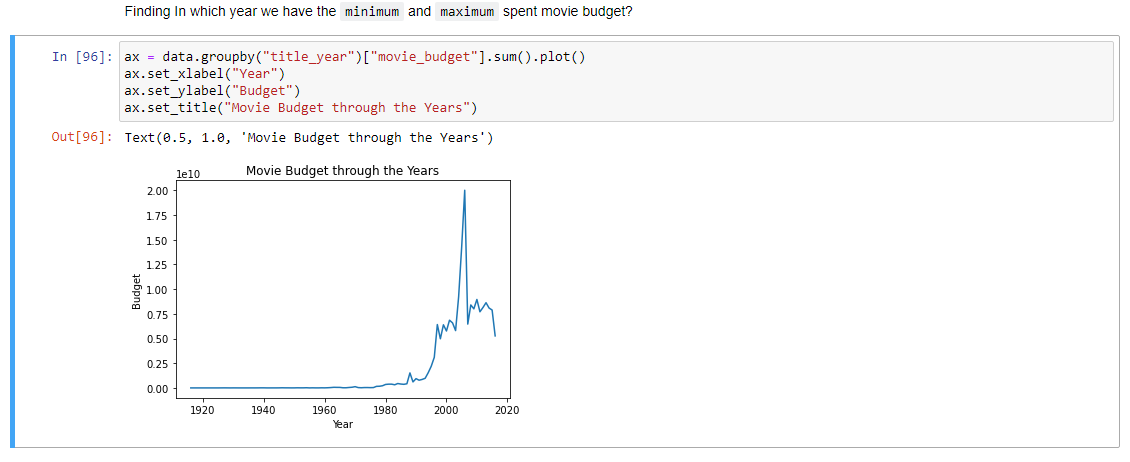 Finding In which year we have the minimum and maximum spent movie budget?
In [96]: ax = data.groupby("title_year")["movie_budget"].sum().plot()
ax.set_xlabel("Year")
ax.set_ylabel("Budget")
ax.set_title("Movie Budget through the Years")
Out[96]: Text(0.5, 1.0, 'Movie Budget through the Years')
Movie Budget through the Years
1e10
2.00
1.75
1.50
1.25
1.00
0.75
0.50
0.25
0.00
Budget
1920 1940 1960 1980 2000 2020
Year